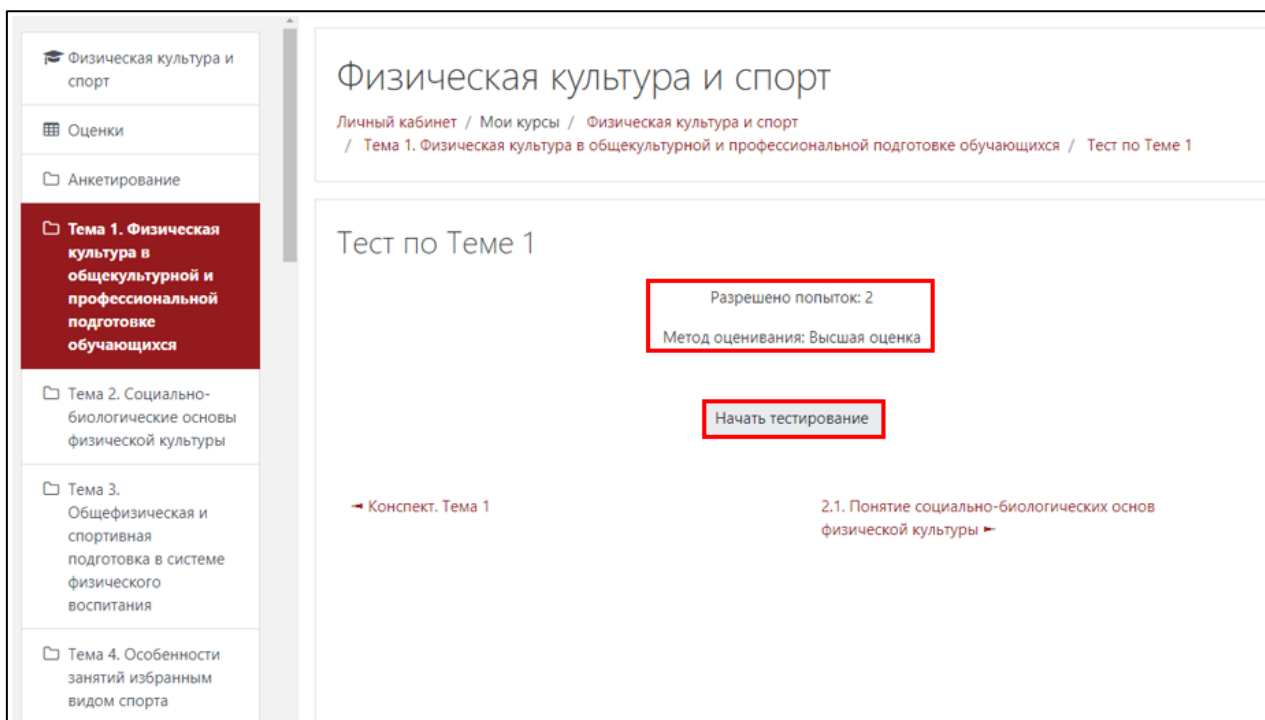 Физическая культура и
спорт
Оценки
Анкетирование
Тема 1. Физическая
культура в
общекультурной и
профессиональной
подготовке
обучающихся
Тема 2. Социально-
биологические основы
физической культуры
Тема 3.
Общефизическая и
спортивная
подготовка в системе
физического
воспитания
Тема 4. Особенности
занятий избранным
видом спорта
Физическая культура и спорт
Личный кабинет / Мои курсы / Физическая культура и спорт
/ Тема 1. Физическая культура в общекультурной и профессиональной подготовке обучающихся / Тест по Теме 1
Тест по Теме 1
Разрешено попыток: 2
Метод оценивания: Высшая оценка
Начать тестирование
Конспект. Тема 1
2.1. Понятие социально-биологических основ
физической культуры